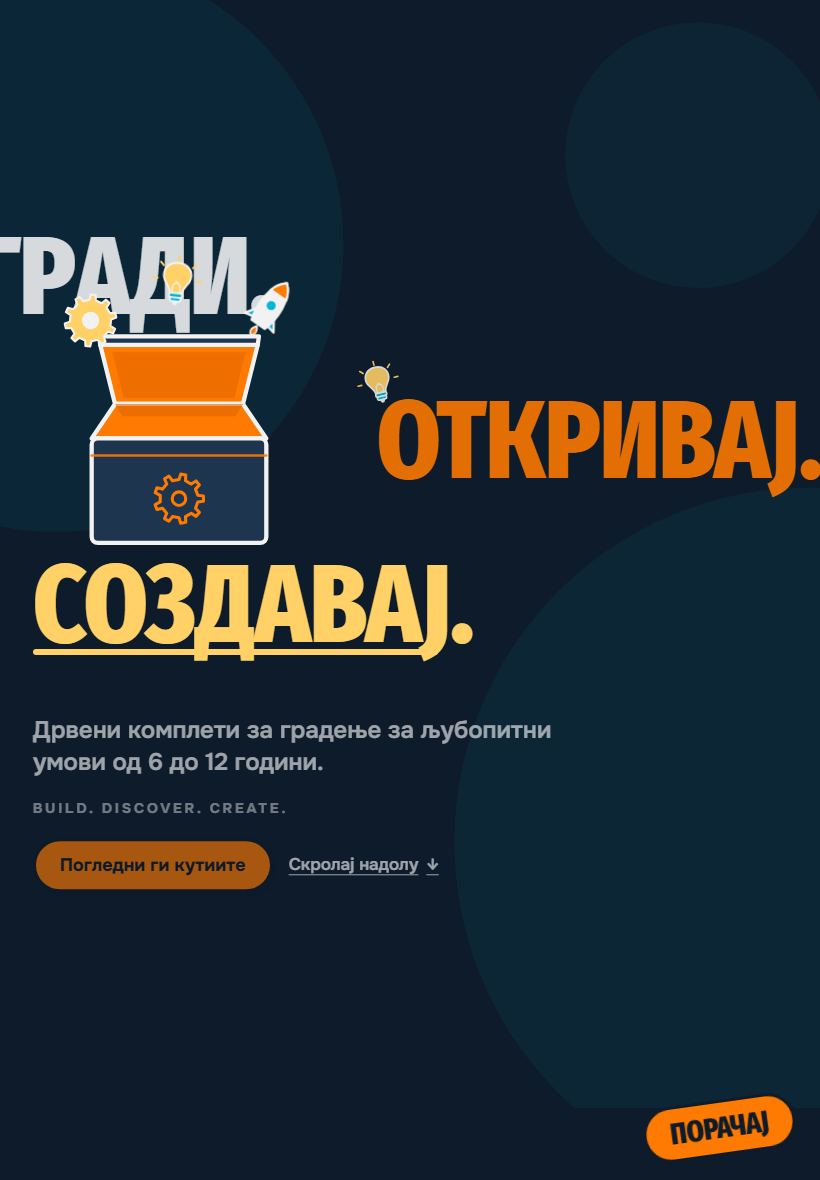 ГРАДИ.
ОТКРИВАЈ.
СОЗДАВАЈ.
Дрвени комплети за градење за љубопитни
умови од 6 до 12 години.
BUILD. DISCOVER. CREATE.
Погледни ги кутиите
Скролај надолу ↓
ПОРАЧАЈ